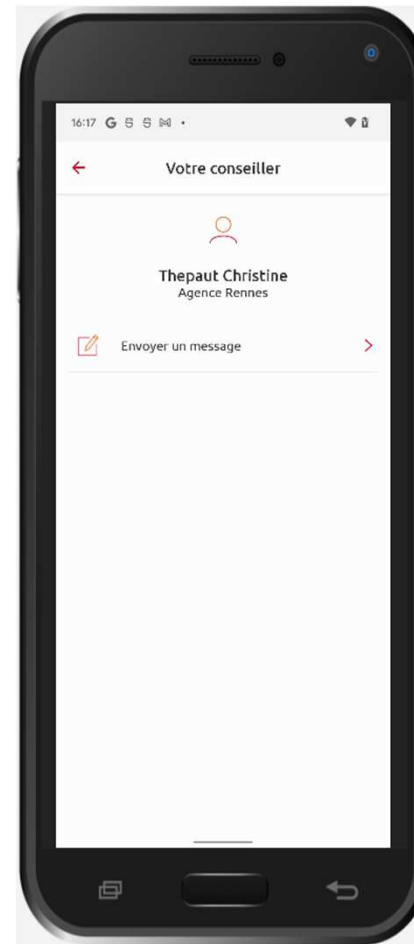 16:17 G
Votre conseiller
Thepaut Christine
Agence Rennes
Envoyer un message